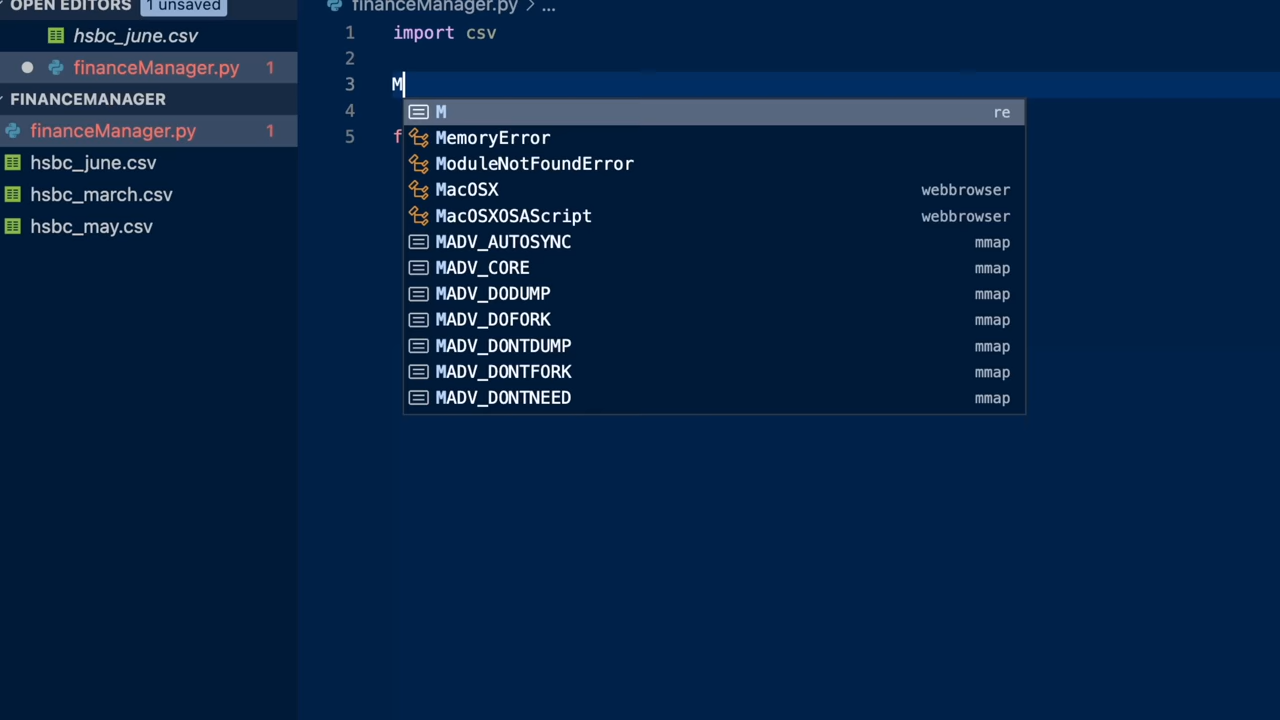 OPEN EDITORS 1 unsaved
hsbc_june.csv
financeManager.py 1
FINANCEMANAGER
financeManager.py 1
hsbc_june.csv
hsbc_march.csv
hsbc_may.csv
financeManager.py > ...
1 import csv
2
3 M
4
5 f
M re
MemoryError
ModuleNotFoundError
MacOSX webbrowser
MacOSXOSAScript webbrowser
MADV_AUTOSYNC mmap
MADV_CORE mmap
MADV_DODUMP mmap
MADV_DOFORK mmap
MADV_DONTDUMP mmap
MADV_DONTFORK mmap
MADV_DONTNEED mmap